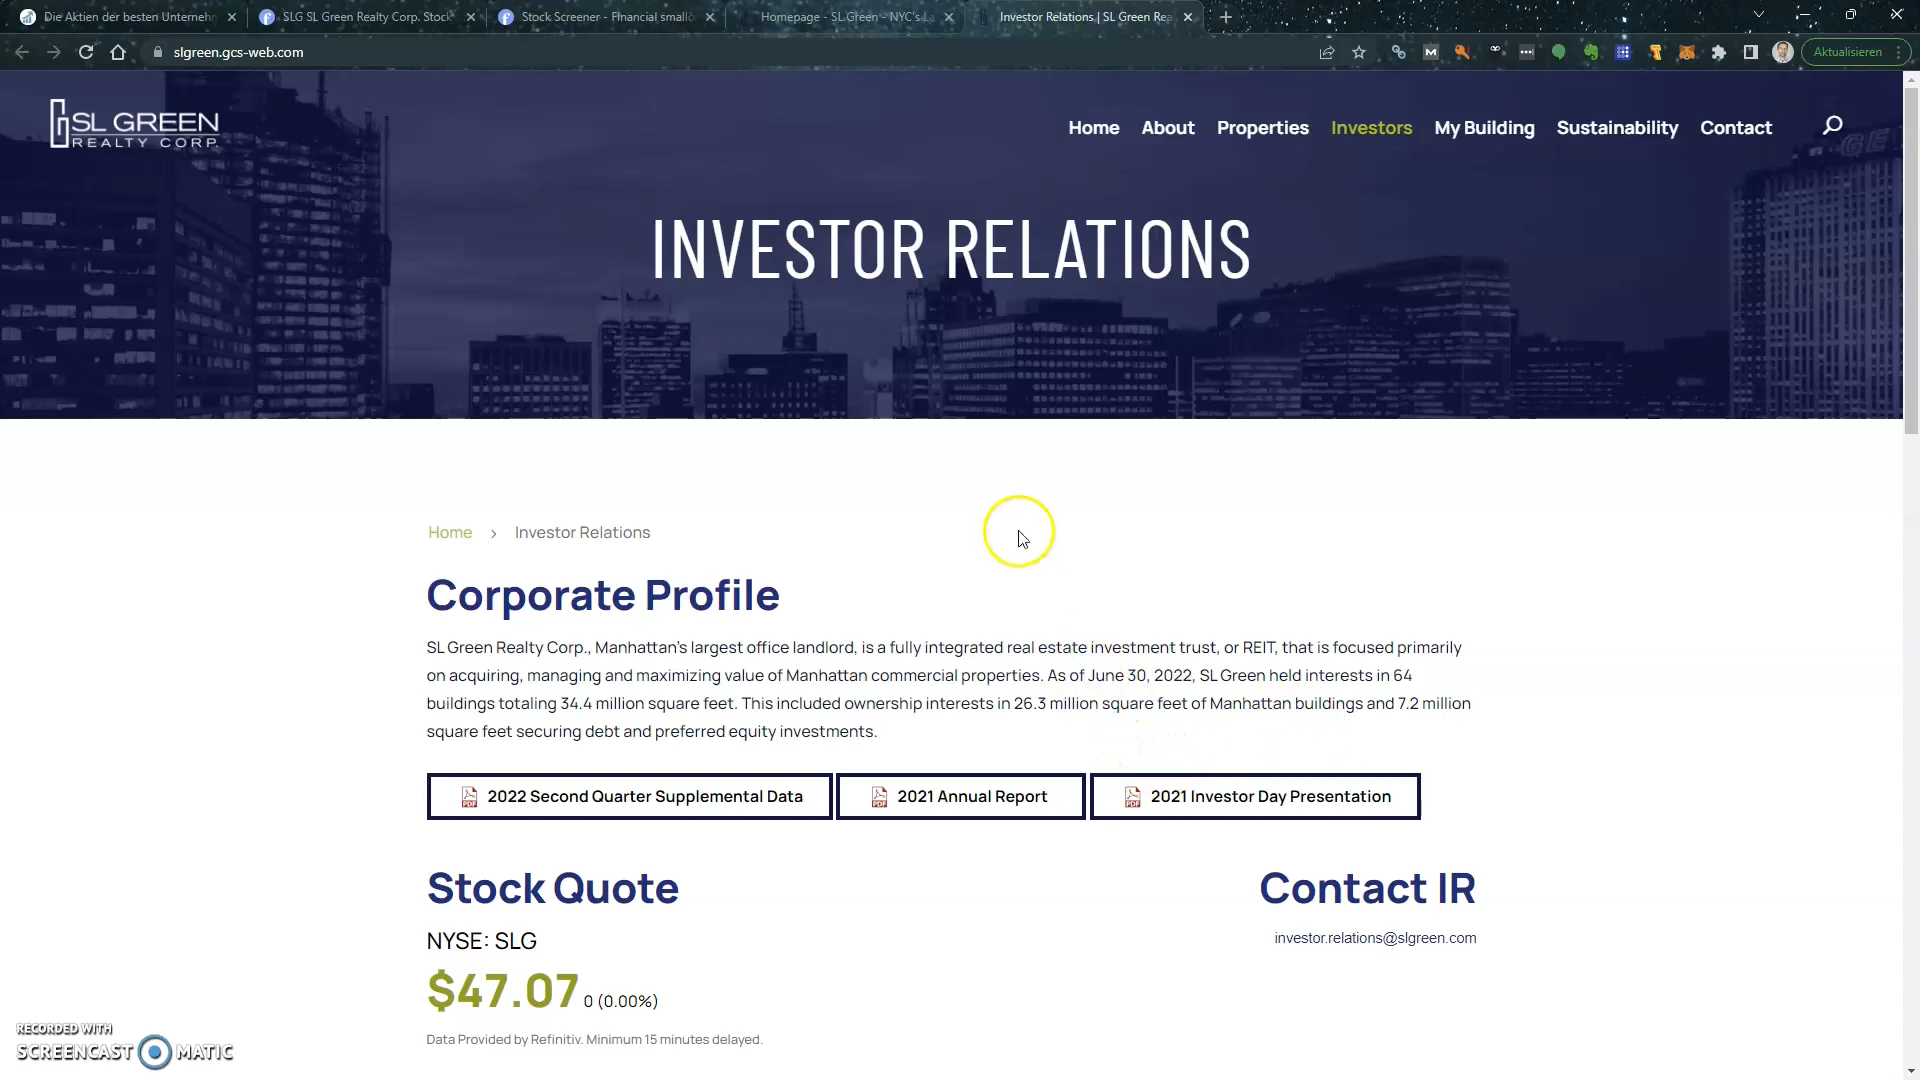 Die Aktien der besten Unterneh
SLG SL Green Realty Corp. Stock
Stock Screener - Financial small
Homepage - SL Green - NYC's L
Investor Relations | SL Green Rea
slgreen.gcs-web.com
Aktualisieren
SL GREEN
REALTY CORP.
Home
About
Properties
Investors
My Building
Sustainability
Contact
INVESTOR RELATIONS
Home > Investor Relations
Corporate Profile
SL Green Realty Corp., Manhattan's largest office landlord, is a fully integrated real estate investment trust, or REIT, that is focused primarily
on acquiring, managing and maximizing value of Manhattan commercial properties. As of June 30, 2022, SL Green held interests in 64
buildings totaling 34.4 million square feet. This included ownership interests in 26.3 million square feet of Manhattan buildings and 7.2 million
square feet securing debt and preferred equity investments.
2022 Second Quarter Supplemental Data
2021 Annual Report
2021 Investor Day Presentation
Stock Quote
Contact IR
NYSE: SLG
investor.relations@slgreen.com
$47.07 0 (0.00%)
Data Provided by Refinitiv. Minimum 15 minutes delayed.
RECORDED WITH
SCREENCAST MATIC